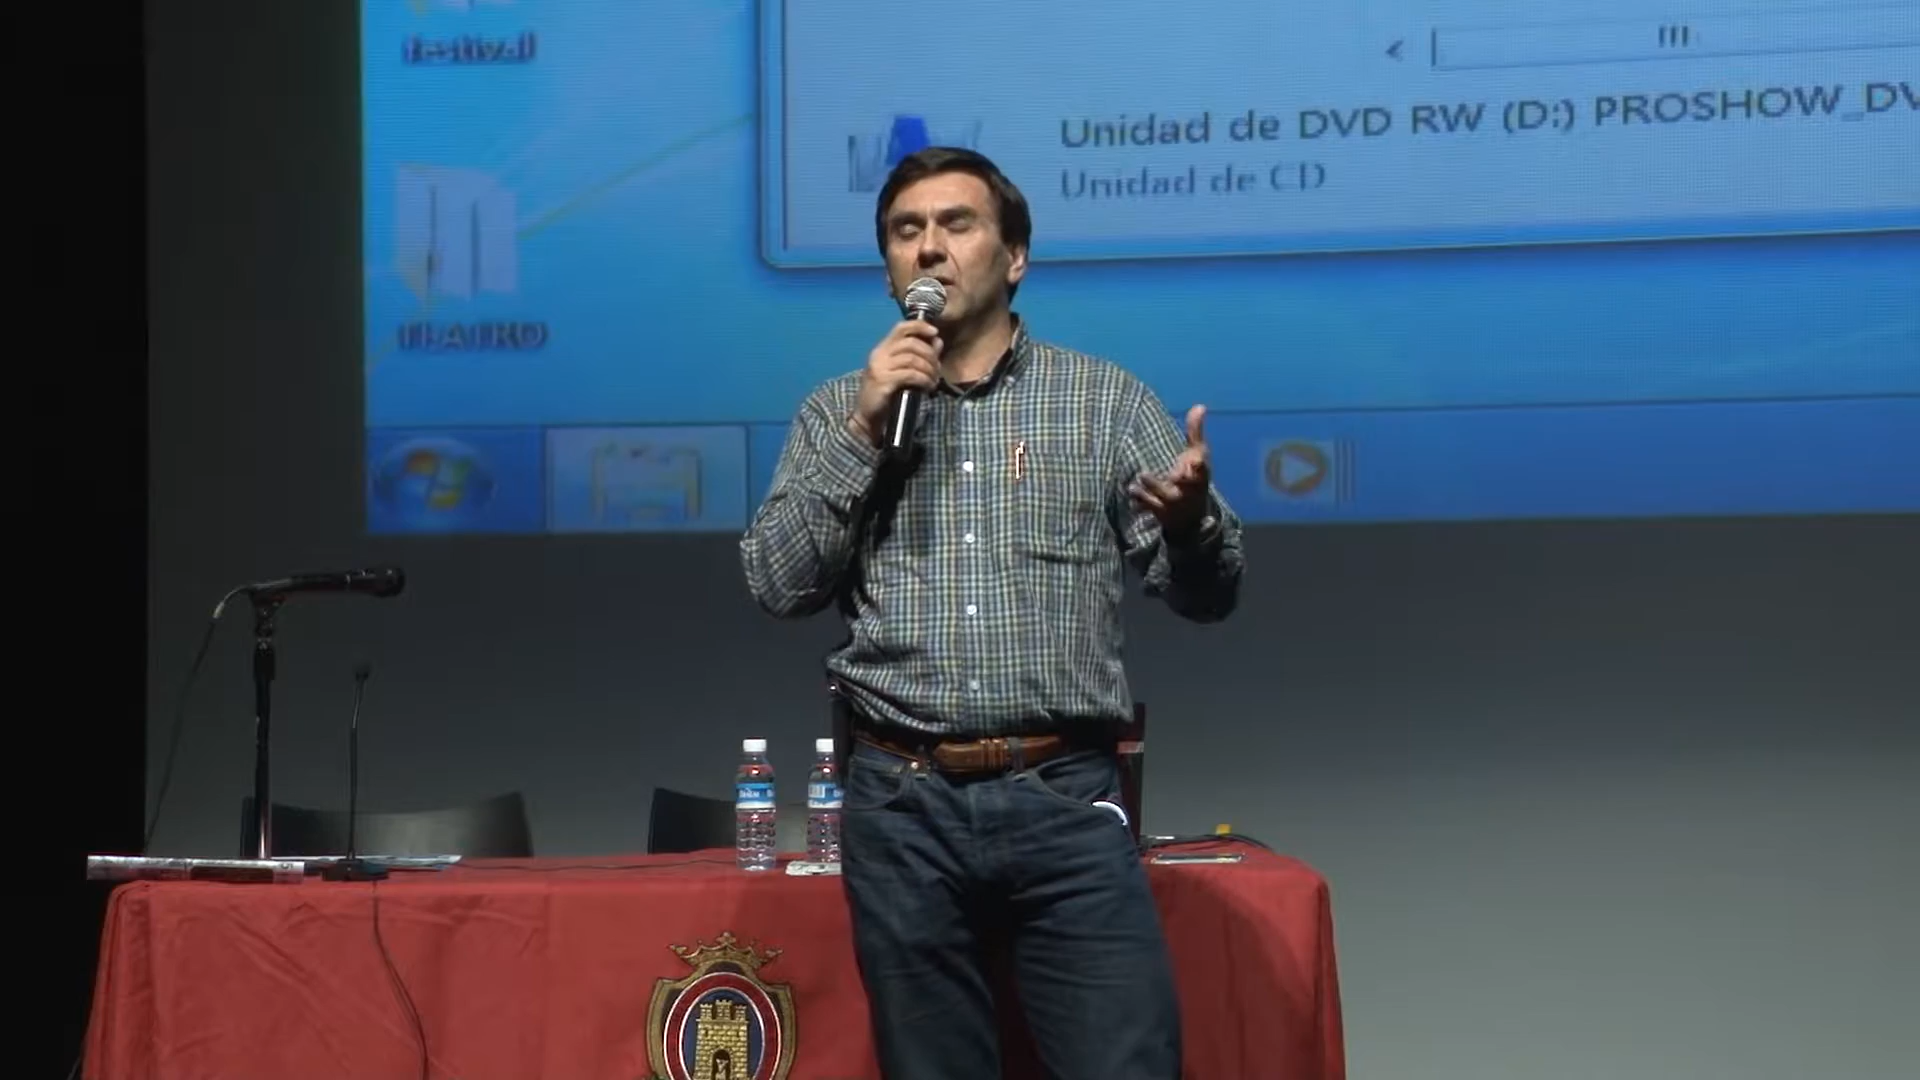 festival
Unidad de DVD RW (D:) PROSHOW_DV
Unidad de CD
TEATRO